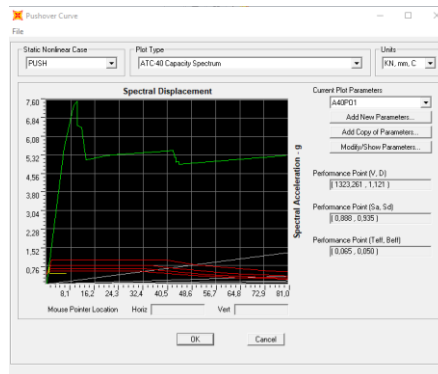 Pushover Curve
File
Static Nonlinear Case
PUSH
Plot Type
ATC-40 Capacity Spectrum
Units
KN, mm, C
Spectral Displacement
7,60
6,84
6,08
5,32
4,56
3,80
3,04
2,28
1,52
0,76
8,1 16,2 24,3 32,4 40,5 48,6 56,7 64,8 72,9 81,0
Spectral Acceleration - g
Mouse Pointer Location Horiz Vert
Current Plot Parameters
A40PO1
Add New Parameters...
Add Copy of Parameters...
Modify/Show Parameters...
Performance Point (V, D)
( 1323,261 , 1,121 )
Performance Point (Sa, Sd)
( 0,888 , 0,935 )
Performance Point (Teff, Beff)
( 0,065 , 0,050 )
OK Cancel